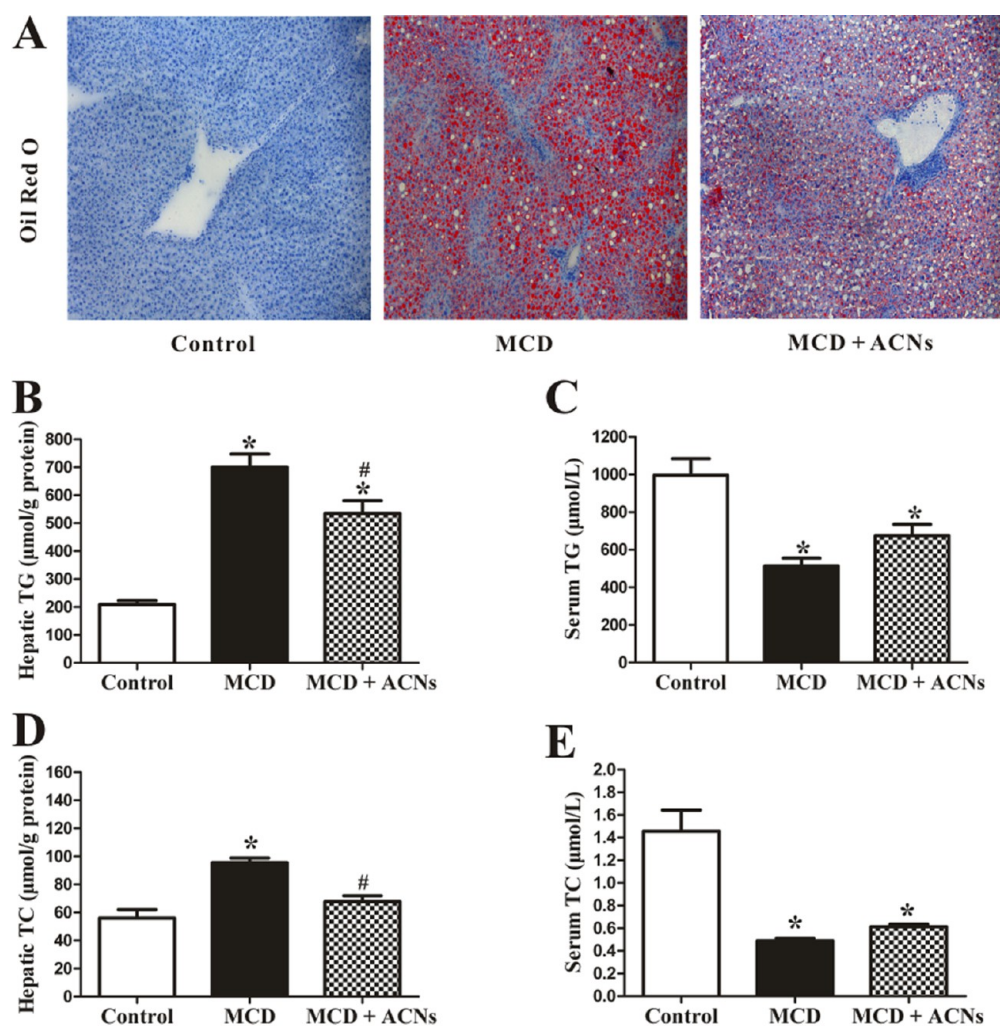 A
Oil Red O
Control
MCD
MCD + ACNs
B
Hepatic TG (μmol/g protein)
800
700
600
500
400
300
200
100
0
*
#
*
Control
MCD
MCD + ACNs
C
Serum TG (μmol/L)
1200
1000
800
600
400
200
0
*
*
Control
MCD
MCD + ACNs
D
Hepatic TC (μmol/g protein)
160
140
120
100
80
60
40
20
0
*
#
Control
MCD
MCD + ACNs
E
Serum TC (μmol/L)
2.0
1.8
1.6
1.4
1.2
1.0
0.8
0.6
0.4
0.2
0.0
*
*
Control
MCD
MCD + ACNs